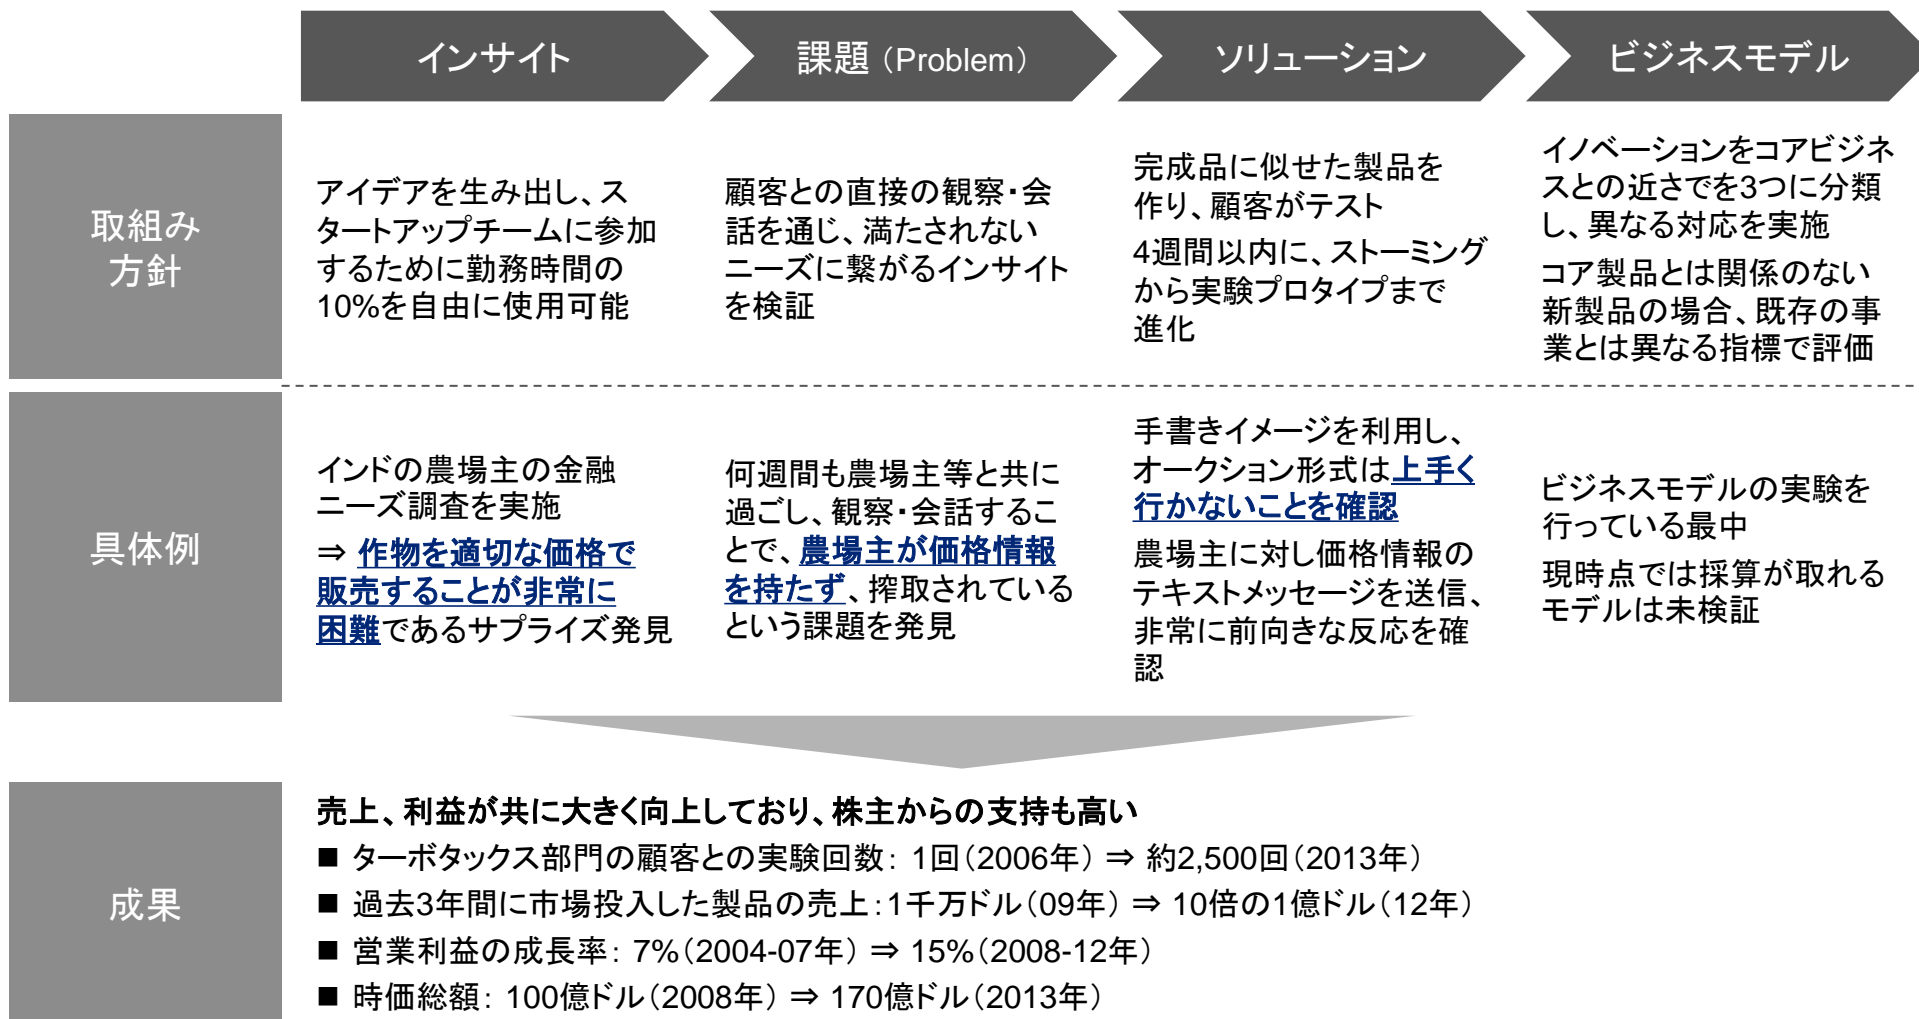 インサイト
課題（Problem）
ソリューション
ビジネスモデル
取組み
方針
アイデアを生み出し、ス
タートアップチームに参加
するために勤務時間の
10%を自由に使用可能
顧客との直接の観察・会
話を通じ、満たされない
ニーズに繋がるインサイト
を検証
完成品に似せた製品を
作り、顧客がテスト
4週間以内に、ストーミング
から実験プロタイプまで
進化
イノベーションをコアビジネ
スとの近さでを3つに分類
し、異なる対応を実施
コア製品とは関係のない
新製品の場合、既存の事
業とは異なる指標で評価
具体例
インドの農場主の金融
ニーズ調査を実施
⇒ 作物を適切な価格で
販売することが非常に
困難であるサプライズ発見
何週間も農場主等と共に
過ごし、観察・会話するこ
とで、農場主が価格情報
を持たず、搾取されている
という課題を発見
手書きイメージを利用し、
オークション形式は上手く
行かないことを確認
農場主に対し価格情報の
テキストメッセージを送信、
非常に前向きな反応を確
認
ビジネスモデルの実験を
行っている最中
現時点では採算が取れる
モデルは未検証
成果
売上、利益が共に大きく向上しており、株主からの支持も高い
■ ターボタックス部門の顧客との実験回数： 1回（2006年） ⇒ 約2,500回（2013年）
■ 過去3年間に市場投入した製品の売上：1千万ドル（09年） ⇒ 10倍の1億ドル（12年）
■ 営業利益の成長率： 7%（2004-07年） ⇒ 15%（2008-12年）
■ 時価総額： 100億ドル（2008年） ⇒ 170億ドル（2013年）